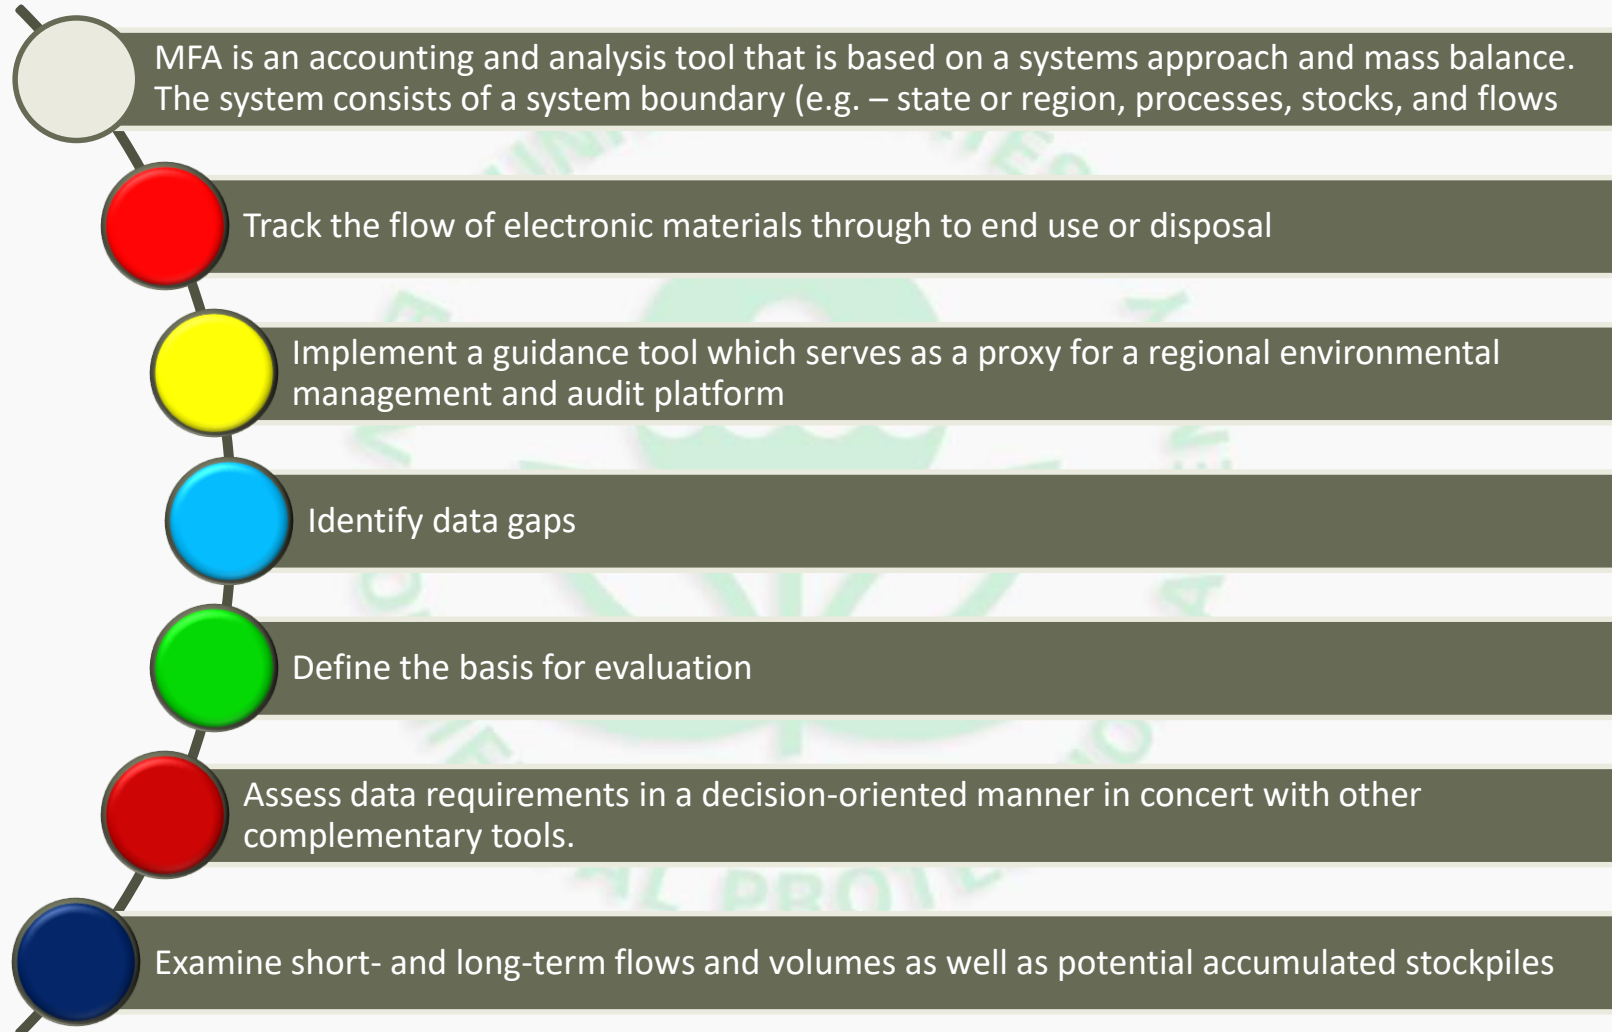 MFA is an accounting and analysis tool that is based on a systems approach and mass balance.
The system consists of a system boundary (e.g. – state or region, processes, stocks, and flows
Track the flow of electronic materials through to end use or disposal
Implement a guidance tool which serves as a proxy for a regional environmental
management and audit platform
Identify data gaps
Define the basis for evaluation
Assess data requirements in a decision-oriented manner in concert with other
complementary tools.
Examine short- and long-term flows and volumes as well as potential accumulated stockpiles